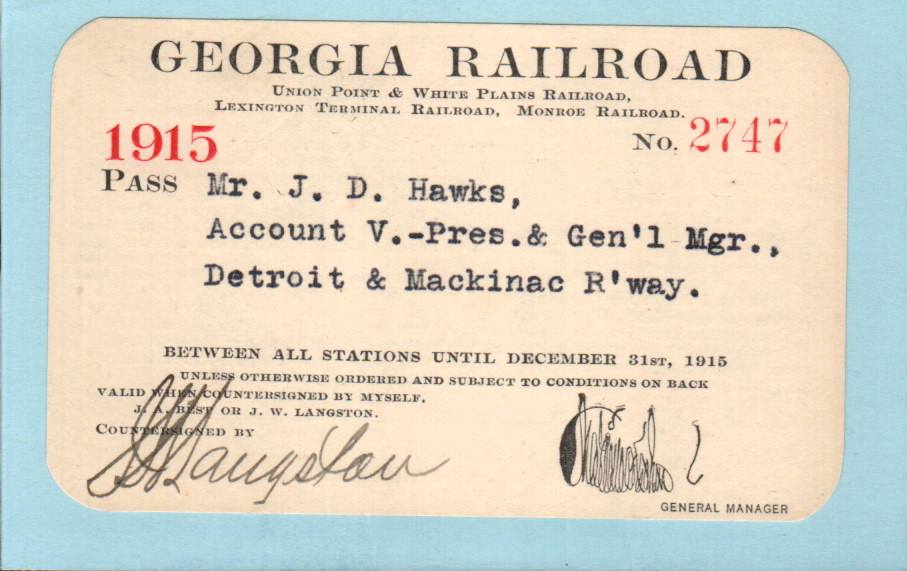 GEORGIA RAILROAD
UNION POINT & WHITE PLAINS RAILROAD,
LEXINGTON TERMINAL RAILROAD, MONROE RAILROAD.
1915 No. 2747
PASS Mr. J. D. Hawks,
Account V.-Pres.& Gen'l Mgr.,
Detroit & Mackinac R'way.
BETWEEN ALL STATIONS UNTIL DECEMBER 31ST, 1915
UNLESS OTHERWISE ORDERED AND SUBJECT TO CONDITIONS ON BACK
VALID WHEN COUNTERSIGNED BY MYSELF,
J. A. BEST OR J. W. LANGSTON.
COUNTERSIGNED BY
J W Langston
GENERAL MANAGER